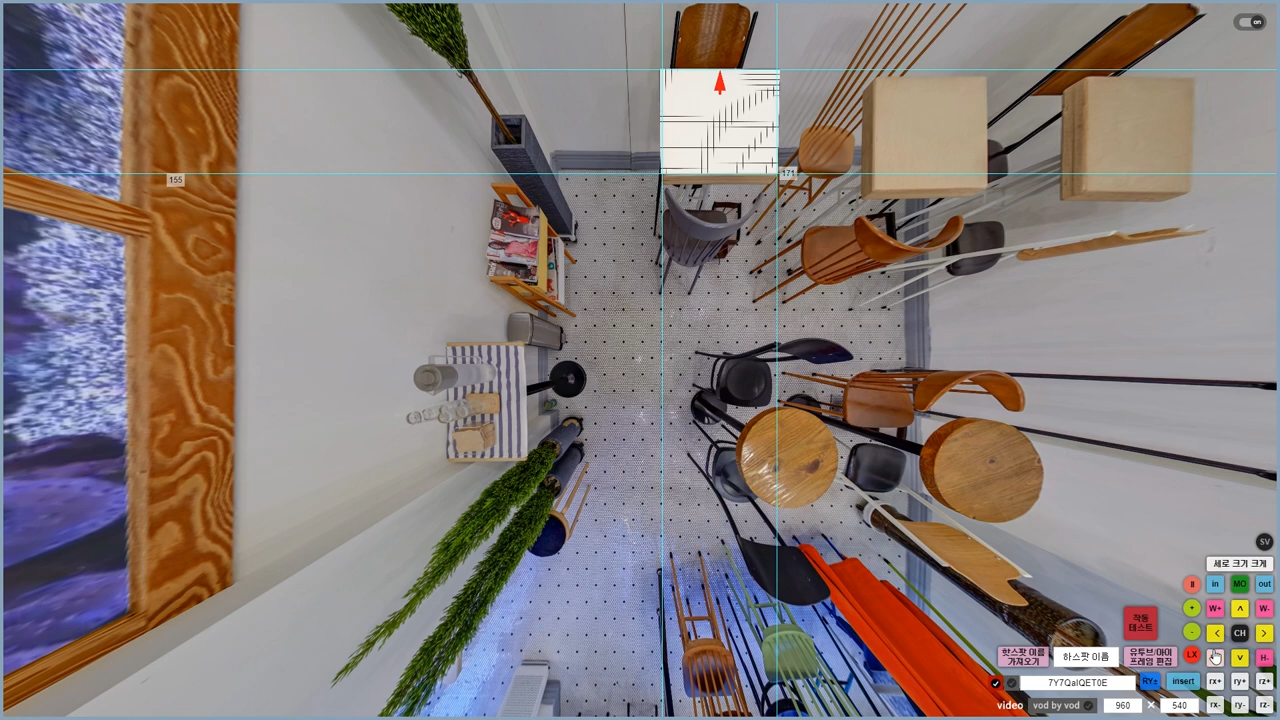 on
155
171
SV
세로 크기 크게
II
in
MO
out
+
W+
Λ
W-
작동
테스트
-
<
CH
>
핫스팟 이름
가져오기
하스팟 이름
유투브/아이
프레임 편집
LX
V
H-
7Y7QaIQET0E
RY±
insert
rx+
ry+
rz+
video
vod by vod
960
×
540
rx-
ry-
rz-